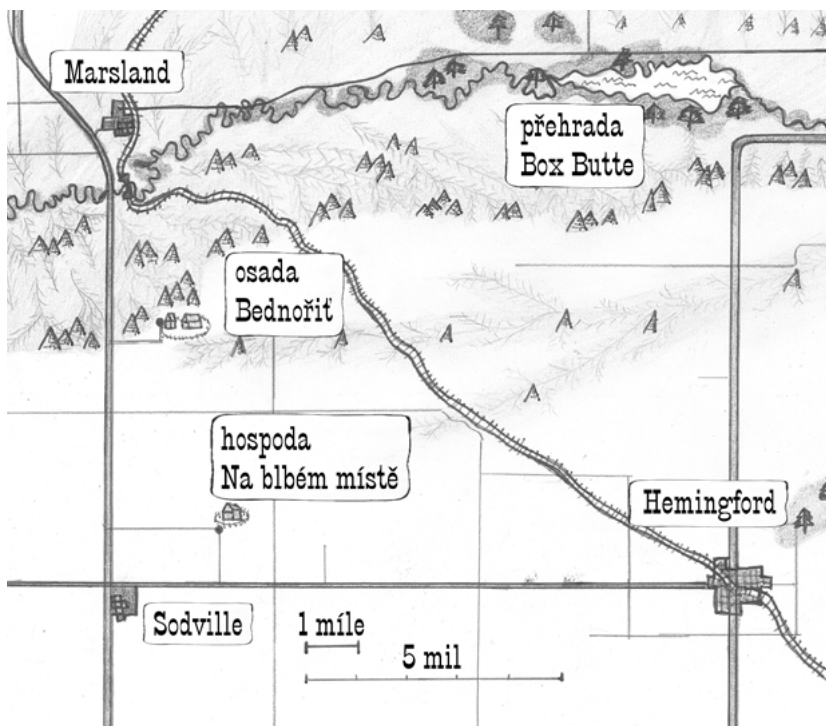 Marsland
přehrada
Box Butte
osada
Bednořiť
hospoda
Na blbém místě
Hemingford
Sodville
1 míle
5 mil